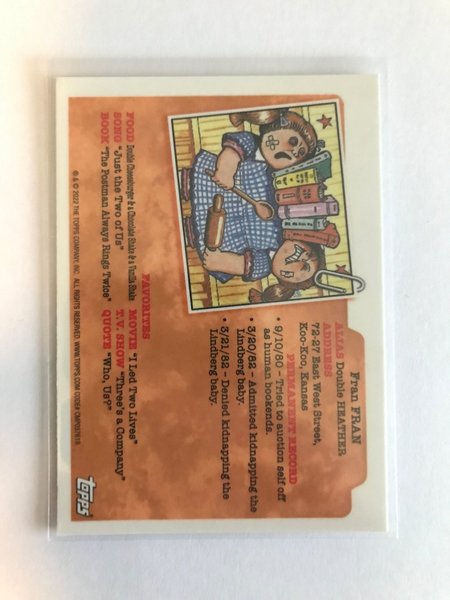 Fran FRAN
ALIAS Double HEATHER
ADDRESS
72-27 East West Street,
Koo-Koo, Kansas
PERMANENT RECORD
• 9/10/80 – Tried to auction self off
as human bookends.
• 3/20/82 – Admitted kidnapping the
Lindberg baby.
• 3/21/82 – Denied kidnapping the
Lindberg baby.
FAVORITES
FOOD Double Cheeseburger & a Chocolate Shake & a Vanilla Shake
SONG "Just the Two of Us"
BOOK "The Postman Always Rings Twice"
MOVIE "I Led Two Lives"
T.V. SHOW "Three's a Company"
QUOTE "Who, Us?"
® & © 2022 THE TOPPS COMPANY, INC. ALL RIGHTS RESERVED. WWW.TOPPS.COM
topps